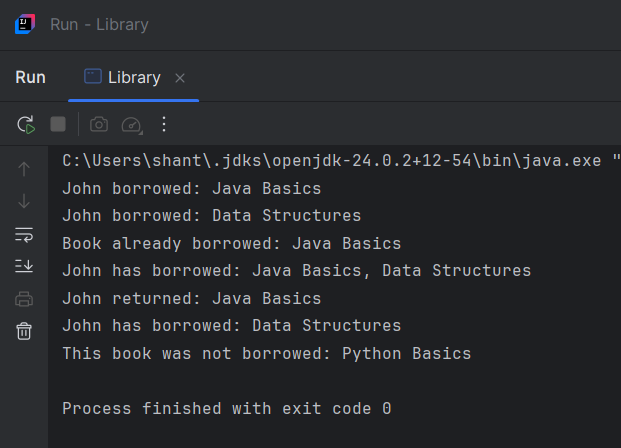 IJ
Run - Library
Run Library
C:\Users\shant\.jdks\openjdk-24.0.2+12-54\bin\java.exe "
John borrowed: Java Basics
John borrowed: Data Structures
Book already borrowed: Java Basics
John has borrowed: Java Basics, Data Structures
John returned: Java Basics
John has borrowed: Data Structures
This book was not borrowed: Python Basics
Process finished with exit code 0